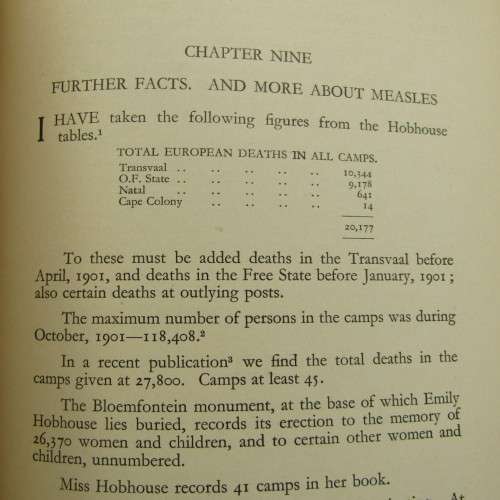 CHAPTER NINE
FURTHER FACTS. AND MORE ABOUT MEASLES
I HAVE taken the following figures from the Hobhouse
tables.¹
TOTAL EUROPEAN DEATHS IN ALL CAMPS.
Transvaal .. .. .. .. .. 10,344
O.F. State .. .. .. .. .. 9,178
Natal .. .. .. .. .. 641
Cape Colony .. .. .. .. 14
20,177
To these must be added deaths in the Transvaal before
April, 1901, and deaths in the Free State before January, 1901;
also certain deaths at outlying posts.
The maximum number of persons in the camps was during
October, 1901—118,408.²
In a recent publication³ we find the total deaths in the
camps given at 27,800. Camps at least 45.
The Bloemfontein monument, at the base of which Emily
Hobhouse lies buried, records its erection to the memory of
26,370 women and children, and to certain other women and
children, unnumbered.
Miss Hobhouse records 41 camps in her book.
At